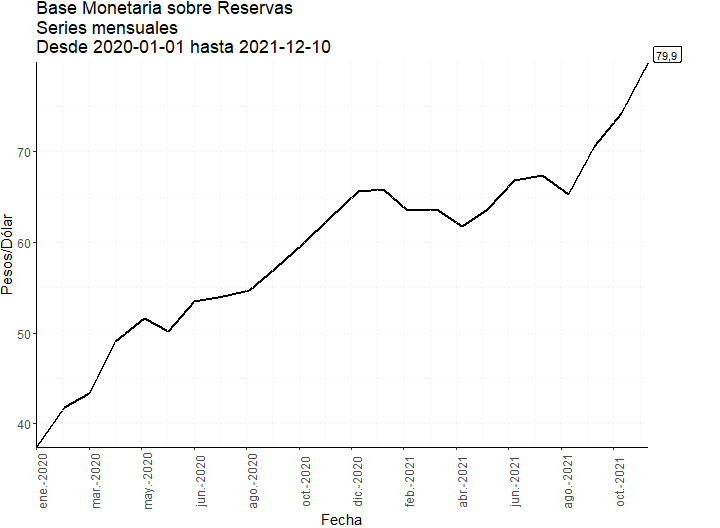 Base Monetaria sobre Reservas
Series mensuales
Desde 2020-01-01 hasta 2021-12-10
79,9
70
60
50
40
Pesos/Dólar
ene.-2020
mar.-2020
may.-2020
jun.-2020
ago.-2020
oct.-2020
dic.-2020
feb.-2021
abr.-2021
jun.-2021
ago.-2021
oct.-2021
Fecha